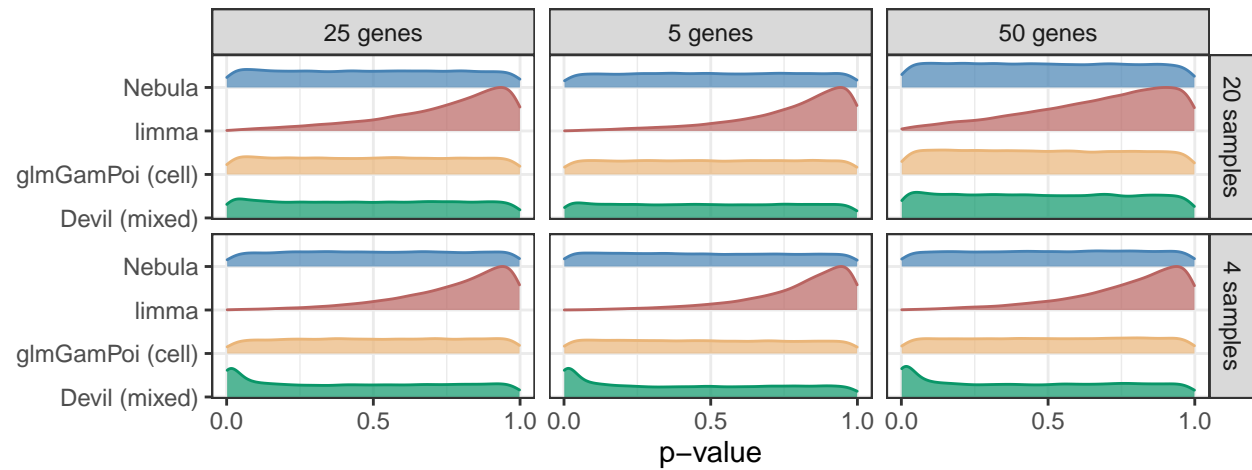 25 genes
5 genes
50 genes
Nebula
limma
glmGamPoi (cell)
Devil (mixed)
20 samples
Nebula
limma
glmGamPoi (cell)
Devil (mixed)
4 samples
0.0 0.5 1.0
0.0 0.5 1.0
0.0 0.5 1.0
p−value